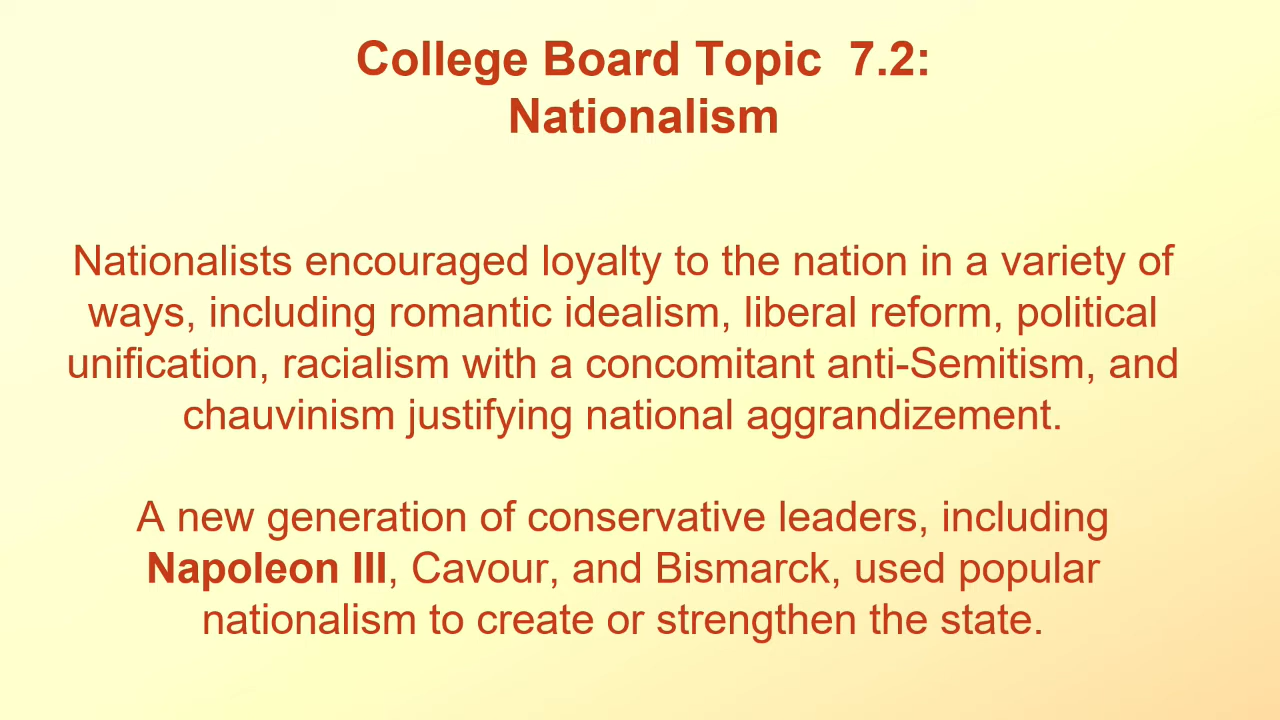 College Board Topic  7.2:
Nationalism
Nationalists encouraged loyalty to the nation in a variety of
ways, including romantic idealism, liberal reform, political
unification, racialism with a concomitant anti-Semitism, and
chauvinism justifying national aggrandizement.
A new generation of conservative leaders, including
Napoleon III, Cavour, and Bismarck, used popular
nationalism to create or strengthen the state.